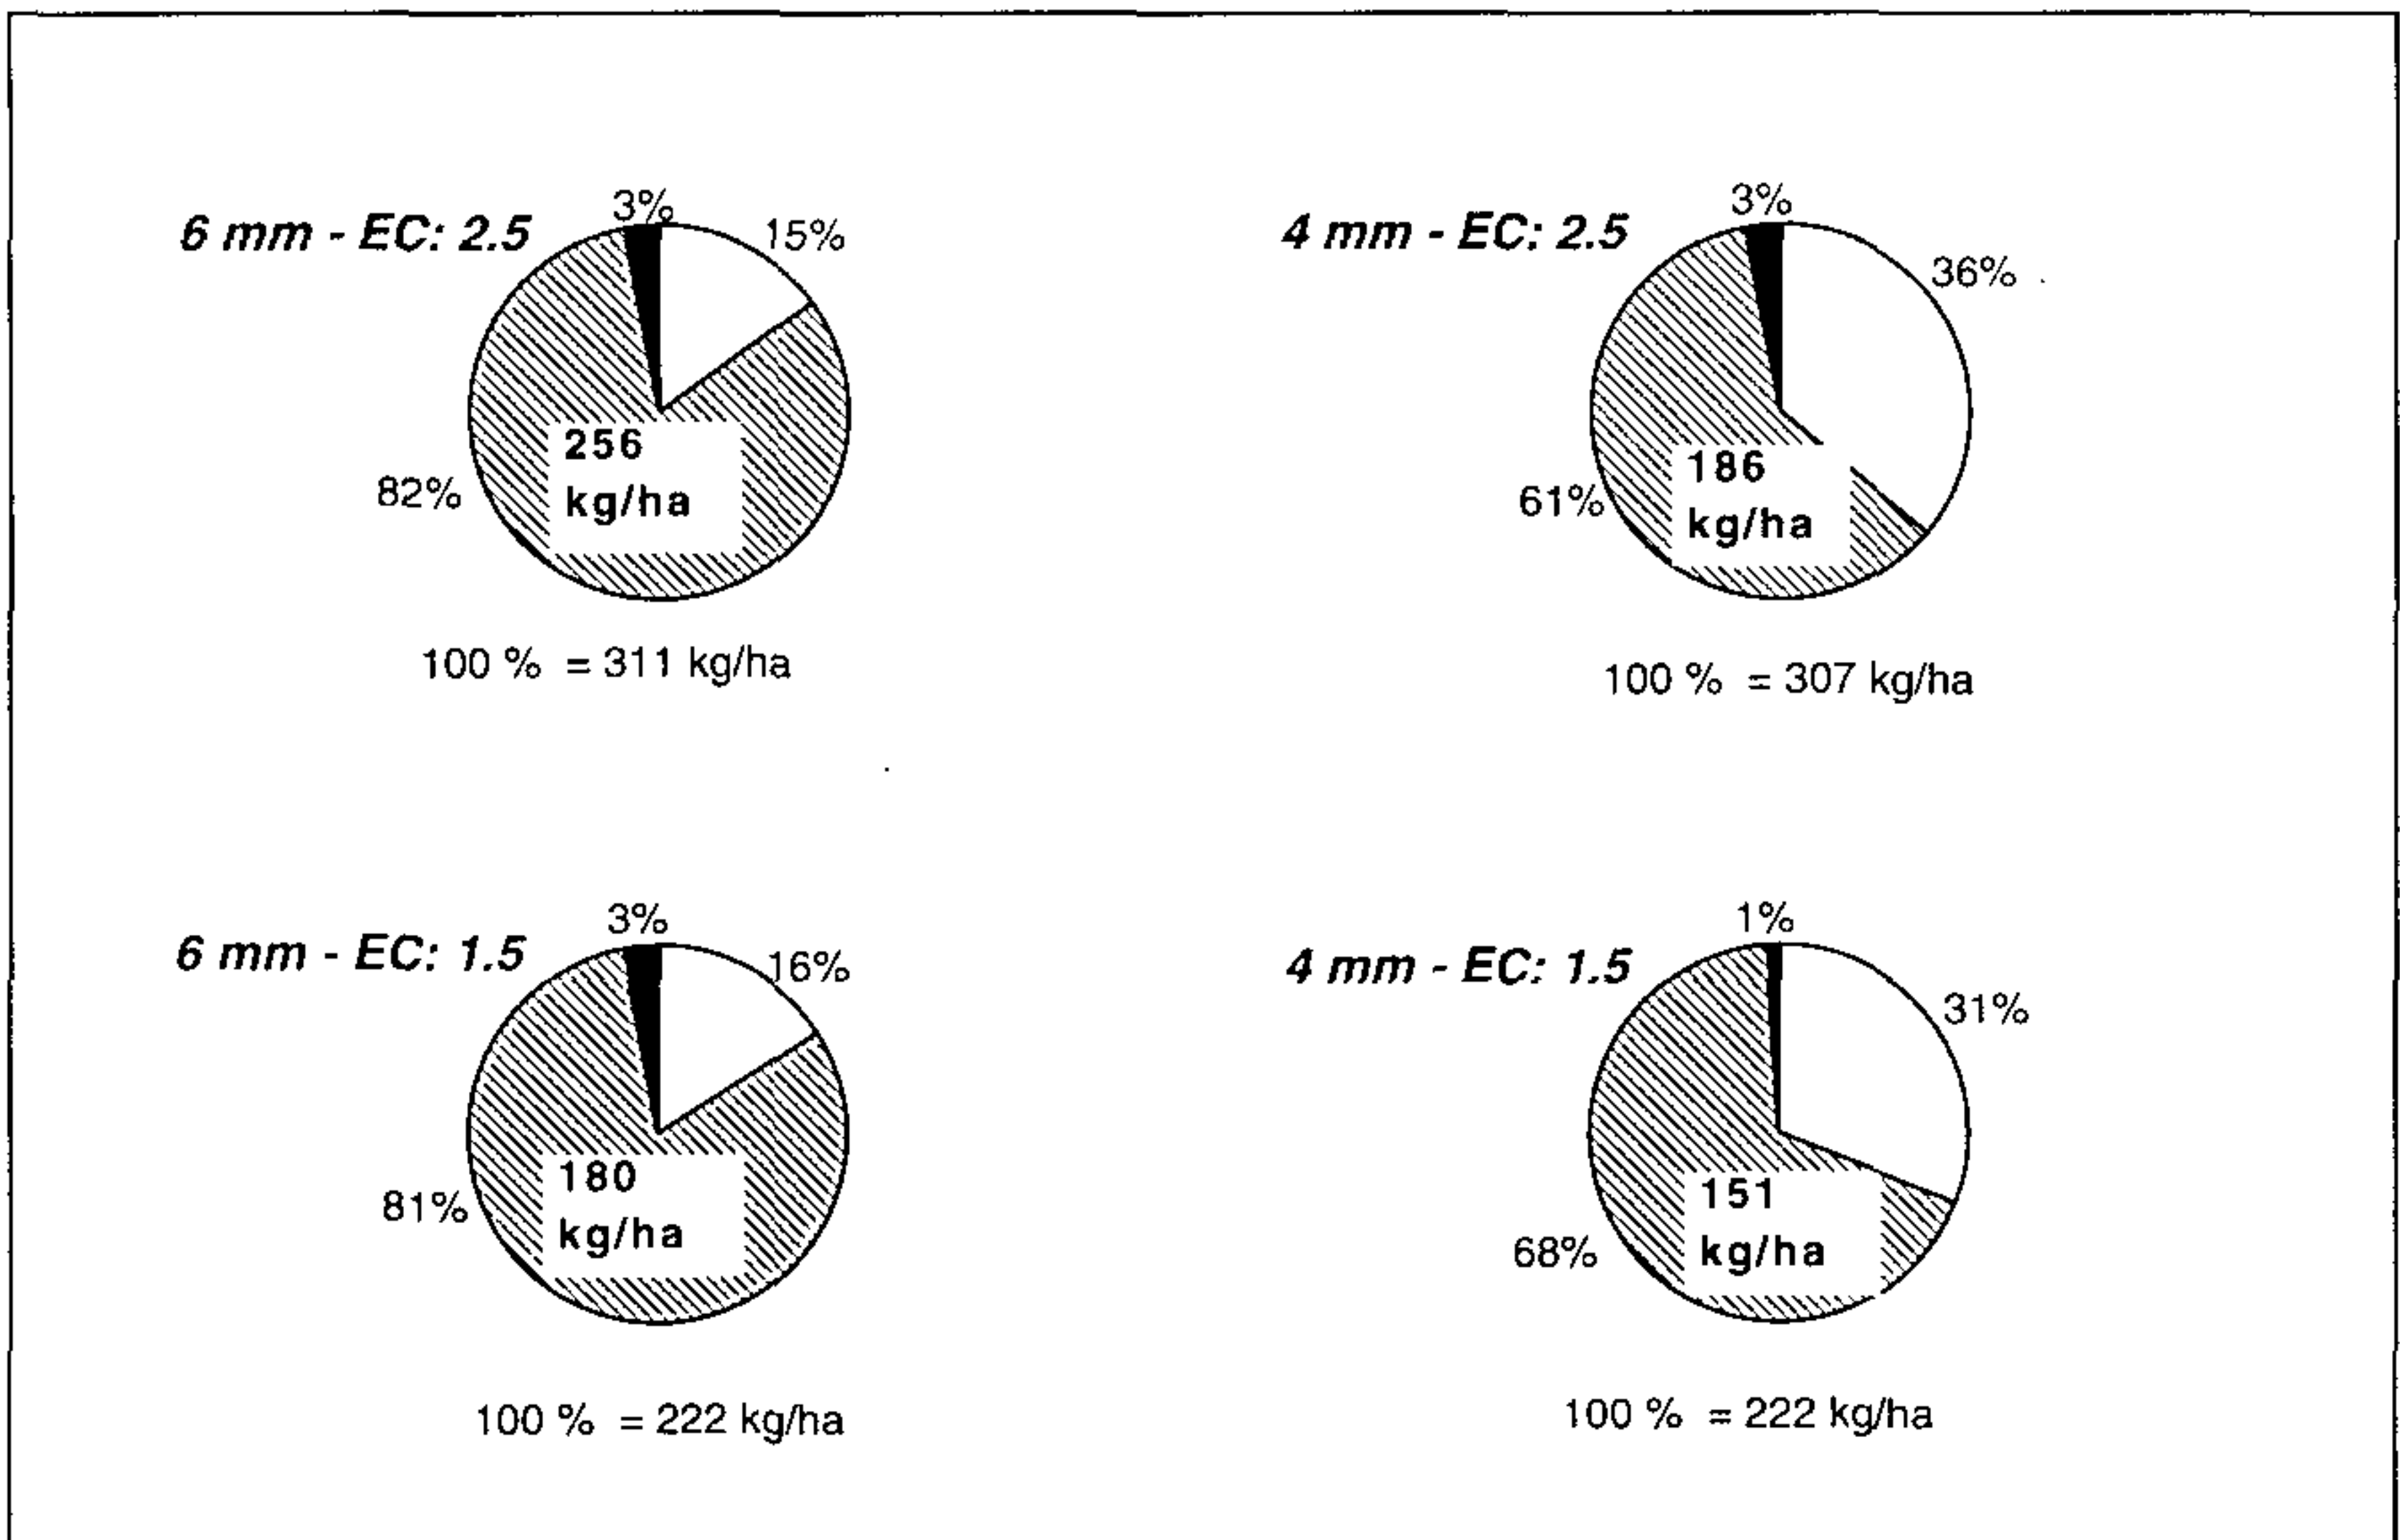 6 mm - EC: 2.5
3%
15%
82%
256
kg/ha
100 % = 311 kg/ha
4 mm - EC: 2.5
3%
36%
61%
186
kg/ha
100 % = 307 kg/ha
6 mm - EC: 1.5
3%
16%
81%
180
kg/ha
100 % = 222 kg/ha
4 mm - EC: 1.5
1%
31%
68%
151
kg/ha
100 % = 222 kg/ha